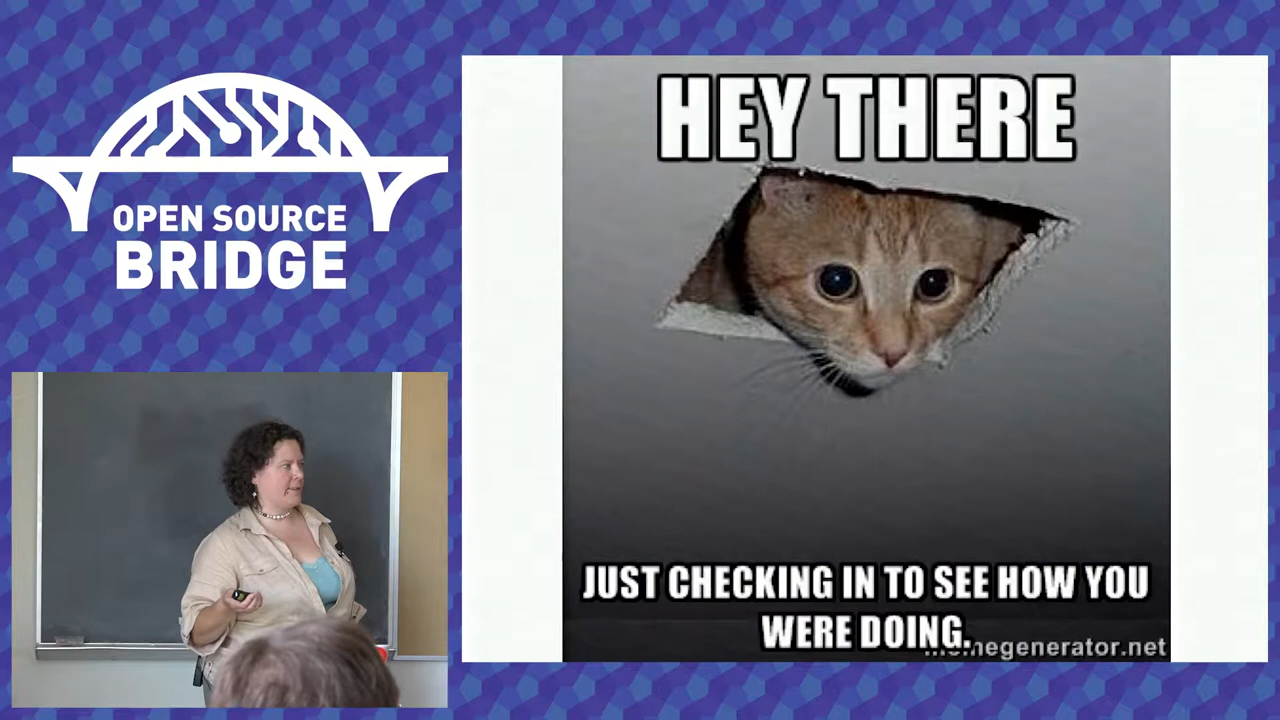 OPEN SOURCE
BRIDGE
HEY THERE
JUST CHECKING IN TO SEE HOW YOU
WERE DOING.